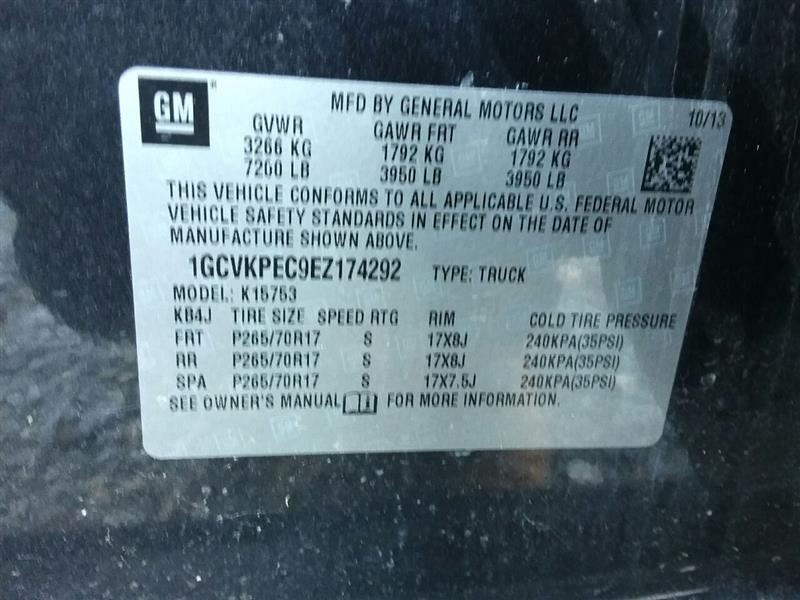 GM
MFD BY GENERAL MOTORS LLC
10/13
GVWR GAWR FRT GAWR RR
3266 KG 1792 KG 1792 KG
7200 LB 3950 LB 3950 LB
THIS VEHICLE CONFORMS TO ALL APPLICABLE U.S. FEDERAL MOTOR
VEHICLE SAFETY STANDARDS IN EFFECT ON THE DATE OF
MANUFACTURE SHOWN ABOVE.
1GCVKPEC9EZ174292 TYPE: TRUCK
MODEL: K15753
KB4J TIRE SIZE SPEED RTG RIM COLD TIRE PRESSURE
FRT P265/70R17 S 17X8J 240KPA(35PSI)
RR P265/70R17 S 17X8J 240KPA(35PSI)
SPA P265/70R17 S 17X7.5J 240KPA(35PSI)
SEE OWNER'S MANUAL FOR MORE INFORMATION.